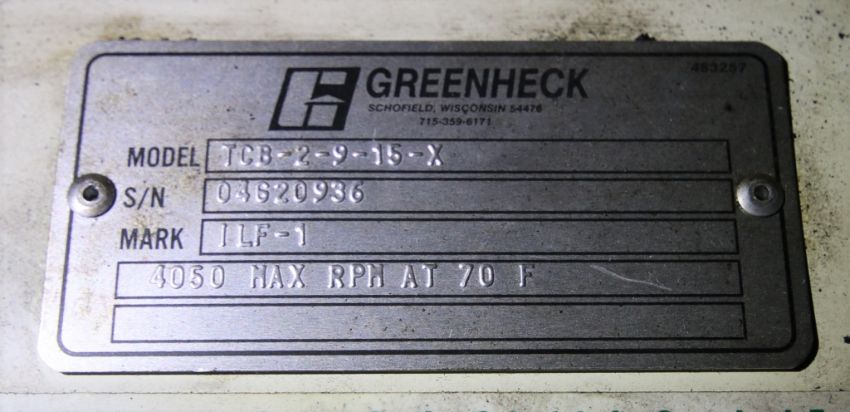 GREENHECK
463257
SCHOFIELD, WISCONSIN 54476
715-359-6171
MODEL TCB-2-9-15-X
S/N 04G20936
MARK ILF-1
4050 MAX RPM AT 70 F